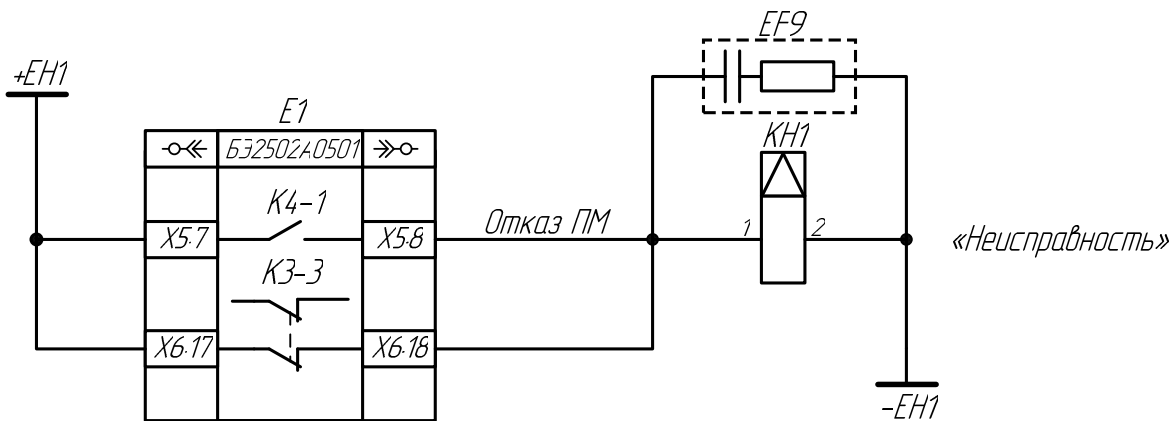 EF9
+EH1
E1
KH1
БЭ2502А0501
K4-1
X5:7
X5:8
Отказ ПМ
1
2
«Неисправность»
K3-3
X6:17
X6:18
-EH1